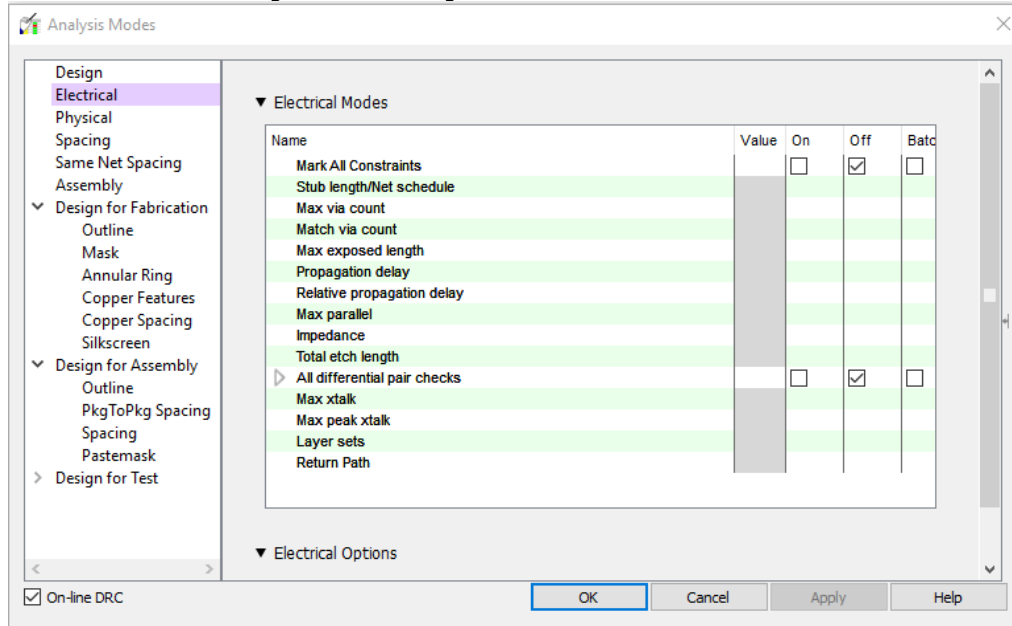 Analysis Modes
Design
Electrical
Physical
Spacing
Same Net Spacing
Assembly
Design for Fabrication
Outline
Mask
Annular Ring
Copper Features
Copper Spacing
Silkscreen
Design for Assembly
Outline
PkgToPkg Spacing
Spacing
Pastemask
Design for Test
Electrical Modes
Name Value On Off Batc
Mark All Constraints
Stub length/Net schedule
Max via count
Match via count
Max exposed length
Propagation delay
Relative propagation delay
Max parallel
Impedance
Total etch length
All differential pair checks
Max xtalk
Max peak xtalk
Layer sets
Return Path
Electrical Options
On-line DRC OK Cancel Apply Help